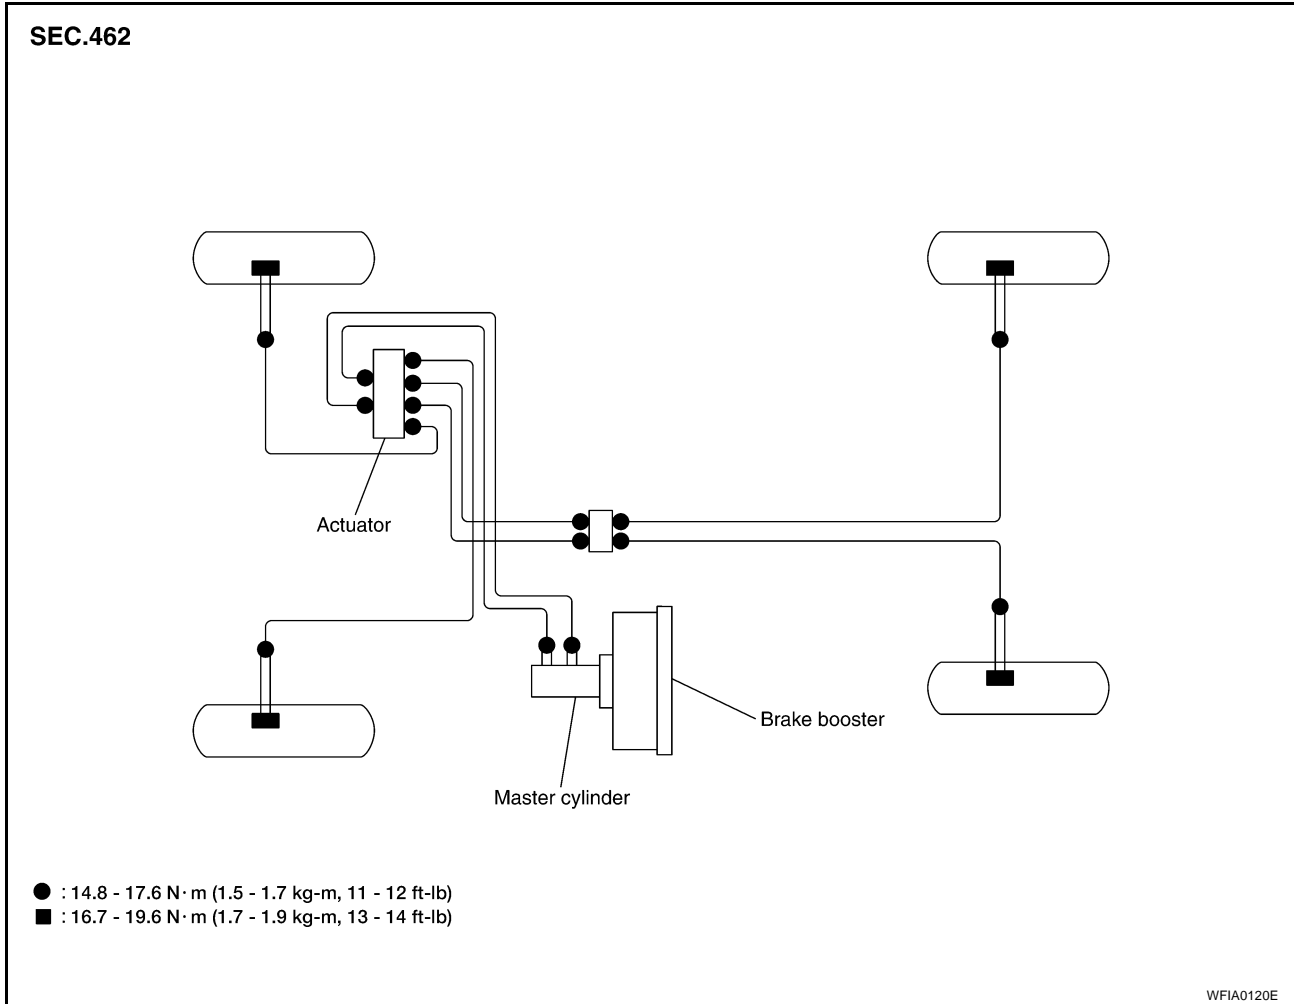 SEC.462
Actuator
Brake booster
Master cylinder
● : 14.8 - 17.6 N·m (1.5 - 1.7 kg-m, 11 - 12 ft-lb)
■ : 16.7 - 19.6 N·m (1.7 - 1.9 kg-m, 13 - 14 ft-lb)
WFIA0120E